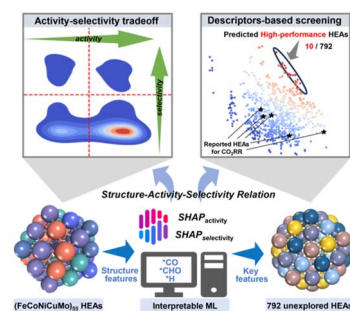 Activity-selectivity tradeoff
activity
selectivity
Descriptors-based screening
Predicted High-performance HEAs
10 / 792
Reported HEAs
for CO₂RR
Structure-Activity-Selectivity Relation
SHAPactivity
SHAPselectivity
Structure
features
*CO
*CHO
*H
Key
features
(FeCoNiCuMo)₅₅ HEAs
Interpretable ML
792 unexplored HEAs